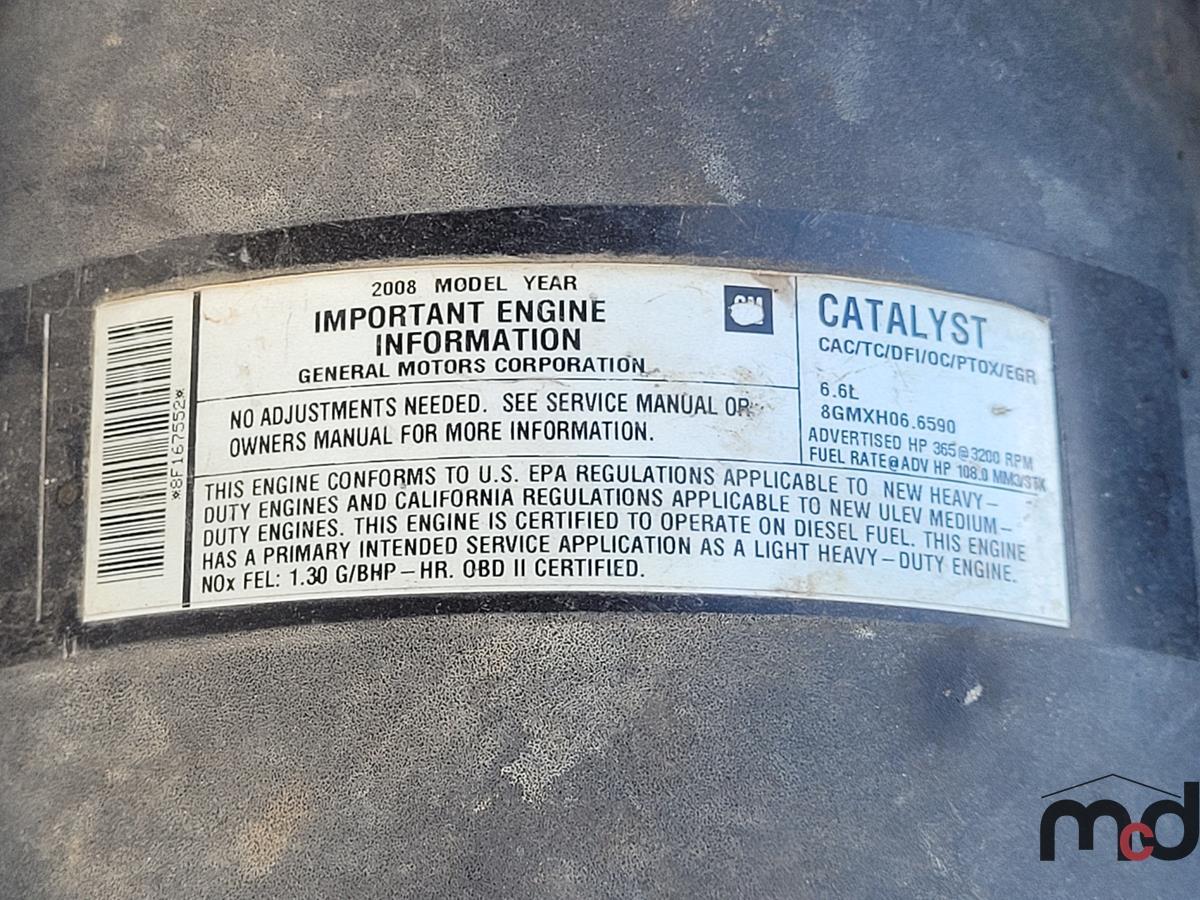 2008 MODEL YEAR
IMPORTANT ENGINE
INFORMATION
GENERAL MOTORS CORPORATION
GM
NO ADJUSTMENTS NEEDED. SEE SERVICE MANUAL OR
OWNERS MANUAL FOR MORE INFORMATION.
CATALYST
CAC/TC/DFI/OC/PTOX/EGR
6.6L
8GMXH06.6590
ADVERTISED HP 365@3200 RPM
FUEL RATE@ADV HP 108.0 MM3/STK
THIS ENGINE CONFORMS TO U.S. EPA REGULATIONS APPLICABLE TO NEW HEAVY–
DUTY ENGINES AND CALIFORNIA REGULATIONS APPLICABLE TO NEW ULEV MEDIUM–
DUTY ENGINES. THIS ENGINE IS CERTIFIED TO OPERATE ON DIESEL FUEL. THIS ENGINE
HAS A PRIMARY INTENDED SERVICE APPLICATION AS A LIGHT HEAVY–DUTY ENGINE.
NOx FEL: 1.30 G/BHP–HR. OBD II CERTIFIED.
*8F167552*
mcd